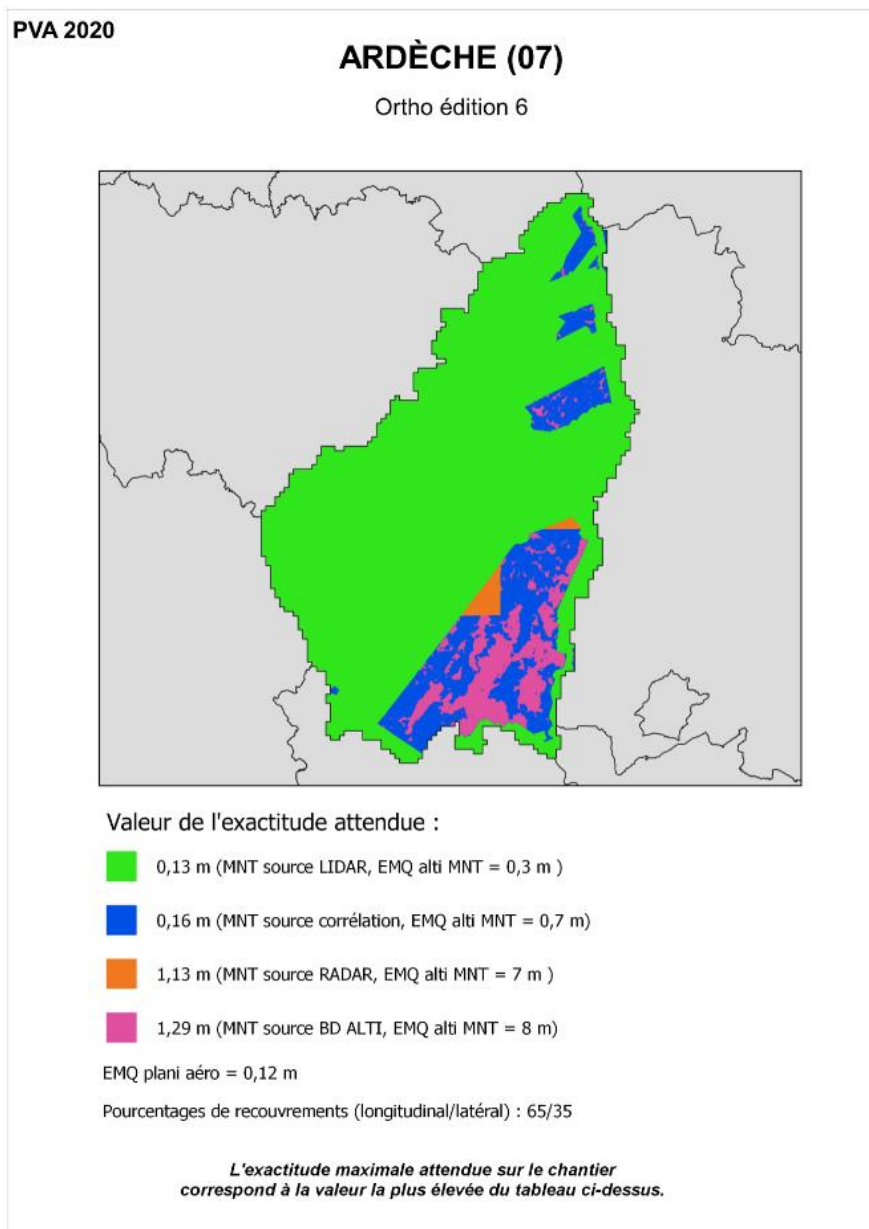 PVA 2020
ARDÈCHE (07)
Ortho édition 6
Valeur de l'exactitude attendue :
0,13 m (MNT source LIDAR, EMQ alti MNT = 0,3 m )
0,16 m (MNT source corrélation, EMQ alti MNT = 0,7 m)
1,13 m (MNT source RADAR, EMQ alti MNT = 7 m )
1,29 m (MNT source BD ALTI, EMQ alti MNT = 8 m)
EMQ plani aéro = 0,12 m
Pourcentages de recouvrements (longitudinal/latéral) : 65/35
L'exactitude maximale attendue sur le chantier
correspond à la valeur la plus élevée du tableau ci-dessus.